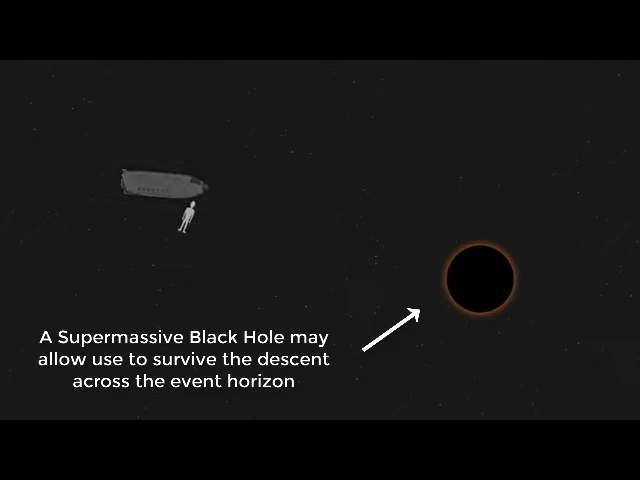 A Supermassive Black Hole may
allow use to survive the descent
across the event horizon